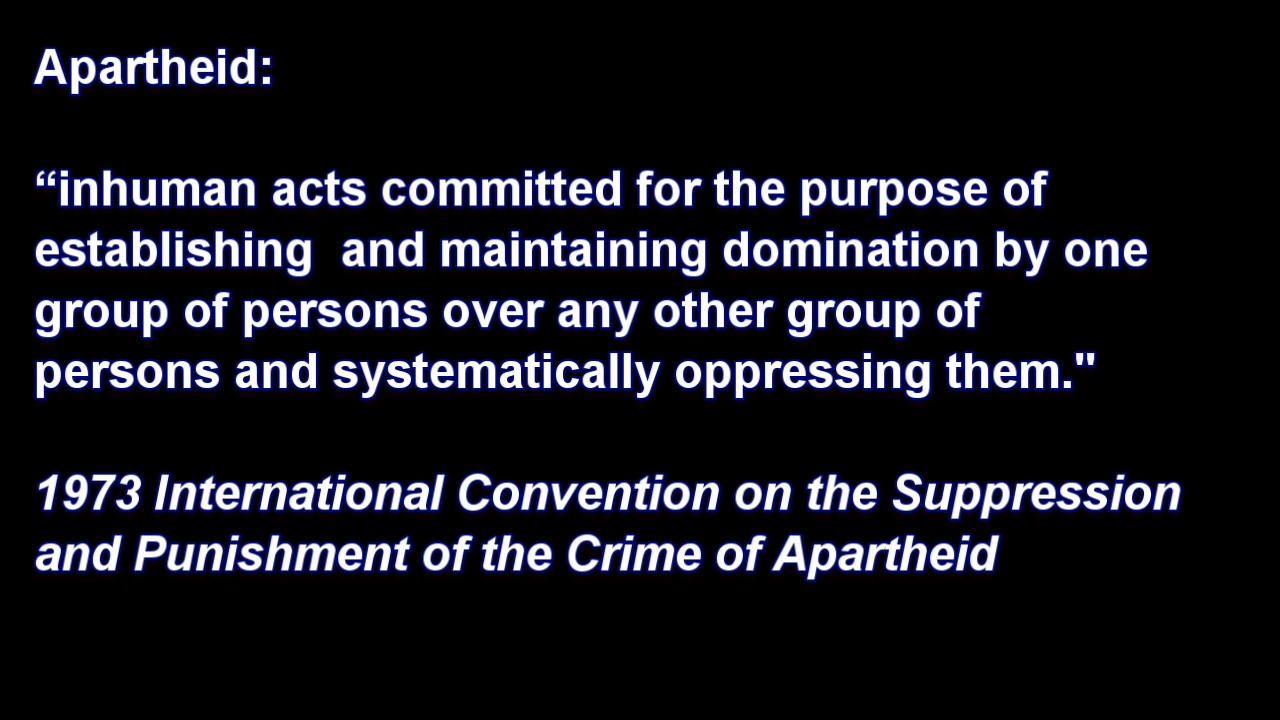 Apartheid:
“inhuman acts committed for the purpose of
establishing  and maintaining domination by one
group of persons over any other group of
persons and systematically oppressing them."
1973 International Convention on the Suppression
and Punishment of the Crime of Apartheid